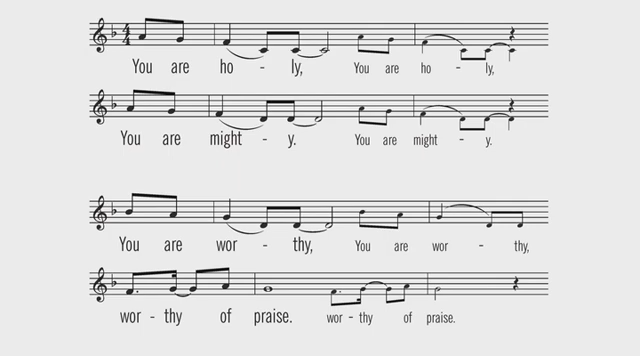 You are ho - ly, You are ho - ly,
You are might - y. You are might - y.
You are wor - thy, You are wor - thy,
wor - thy of praise. wor - thy of praise.